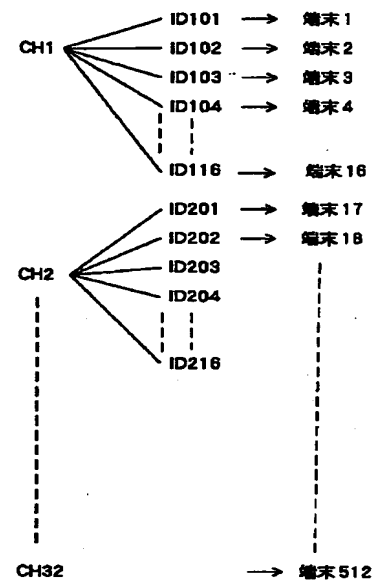 ID101 → 端末1
CH1 ID102 → 端末2
ID103 → 端末3
ID104 → 端末4
ID116 → 端末16
ID201 → 端末17
ID202 → 端末18
CH2 ID203
ID204
ID216
CH32 → 端末512